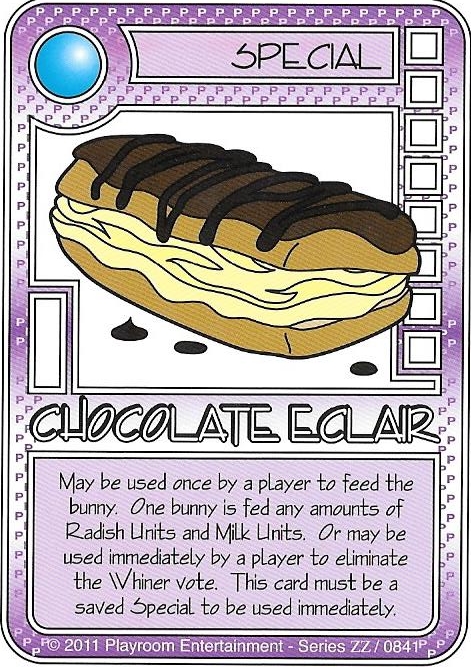 SPECIAL
CHOCOLATE ECLAIR
May be used once by a player to feed the
bunny. One bunny is fed any amounts of
Radish Units and Milk Units. Or may be
used immediately by a player to eliminate
the Whiner vote. This card must be a
saved Special to be used immediately.
© 2011 Playroom Entertainment - Series ZZ / 0841